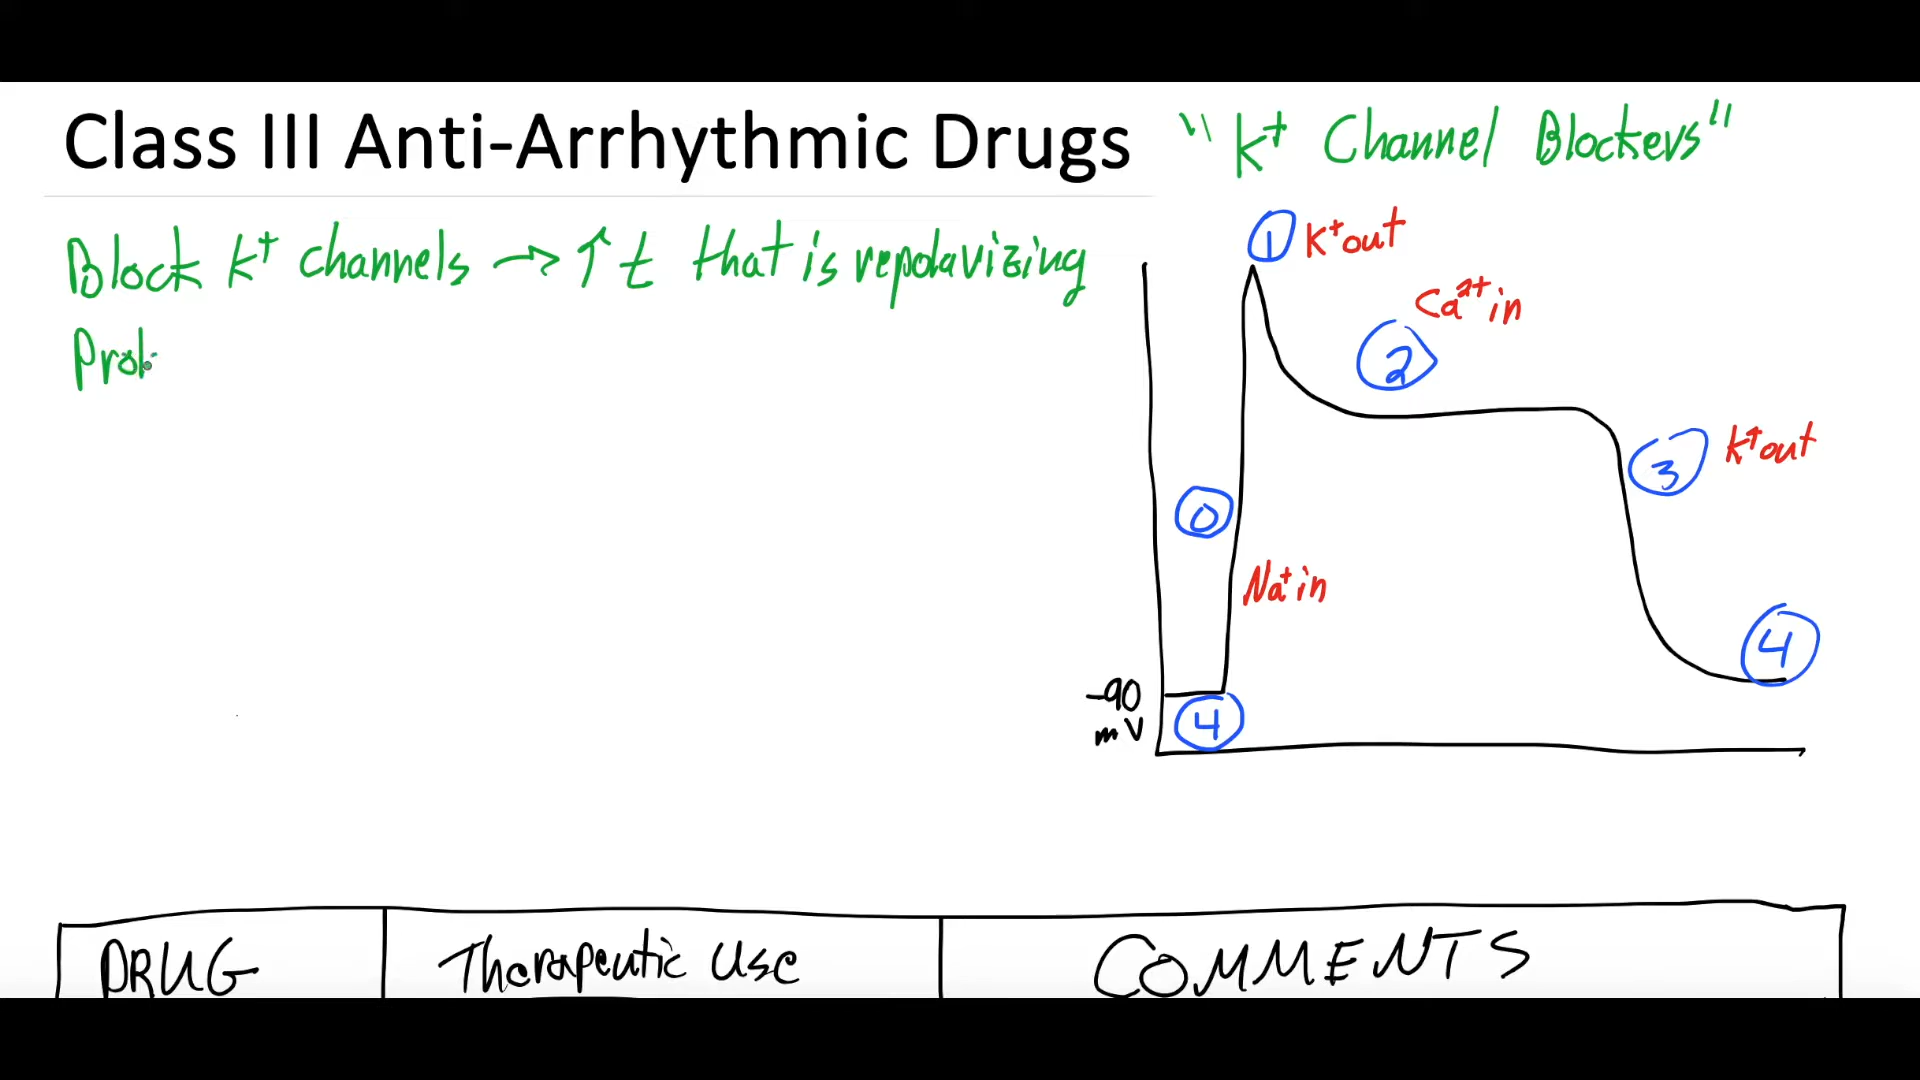 Class III Anti-Arrhythmic Drugs
"K+ Channel Blockers"
Block K+ channels → ↑ t that is repolarizing
Prob
1 K+ out
Ca2+ in
2
3 K+ out
0
Na+ in
4
-90
mV
4
DRUG
Therapeutic Use
COMMENTS